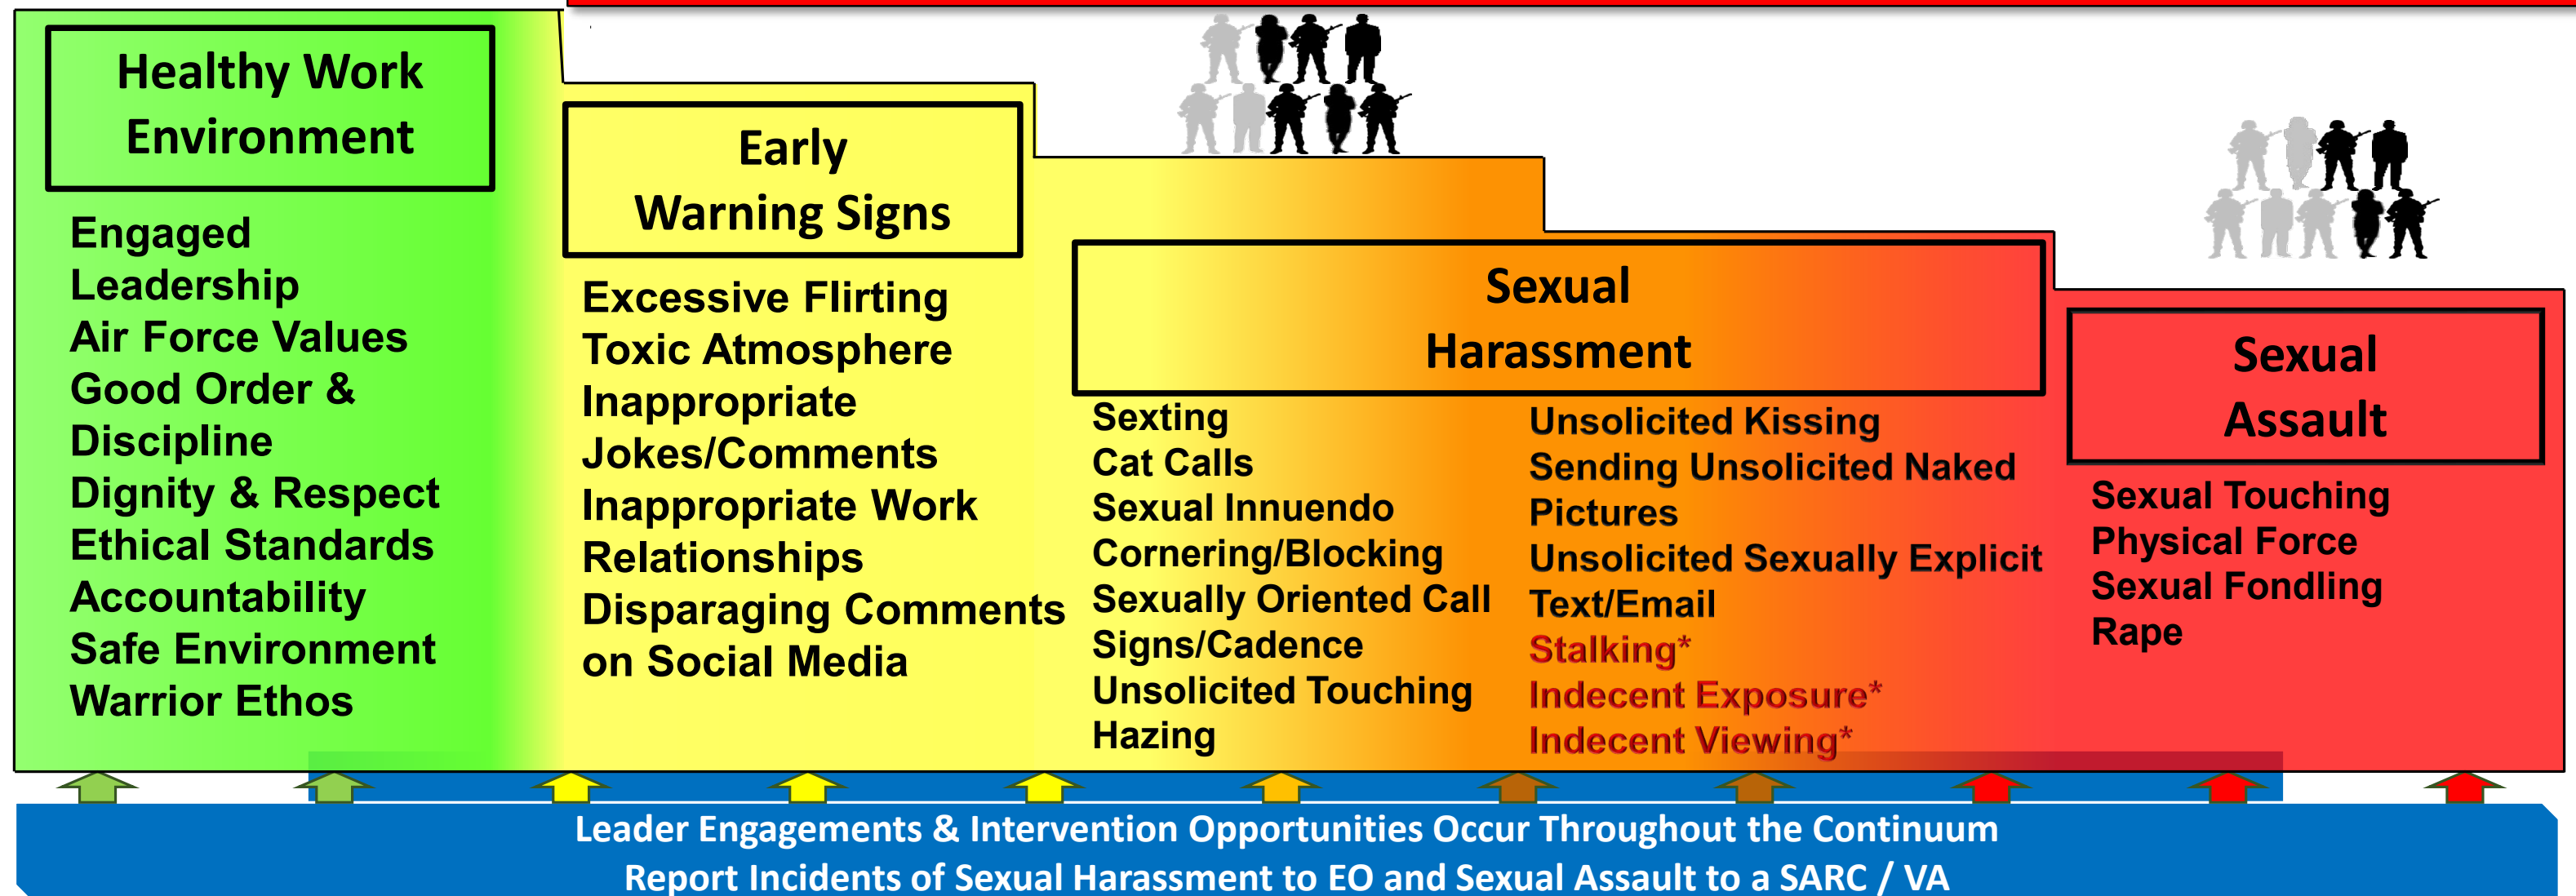 Healthy Work
Environment
Engaged
Leadership
Air Force Values
Good Order &
Discipline
Dignity & Respect
Ethical Standards
Accountability
Safe Environment
Warrior Ethos
Early
Warning Signs
Excessive Flirting
Toxic Atmosphere
Inappropriate
Jokes/Comments
Inappropriate Work
Relationships
Disparaging Comments
on Social Media
Sexual
Harassment
Sexting
Cat Calls
Sexual Innuendo
Cornering/Blocking
Sexually Oriented Call
Signs/Cadence
Unsolicited Touching
Hazing
Unsolicited Kissing
Sending Unsolicited Naked
Pictures
Unsolicited Sexually Explicit
Text/Email
Stalking*
Indecent Exposure*
Indecent Viewing*
Sexual
Assault
Sexual Touching
Physical Force
Sexual Fondling
Rape
Leader Engagements & Intervention Opportunities Occur Throughout the Continuum
Report Incidents of Sexual Harassment to EO and Sexual Assault to a SARC / VA